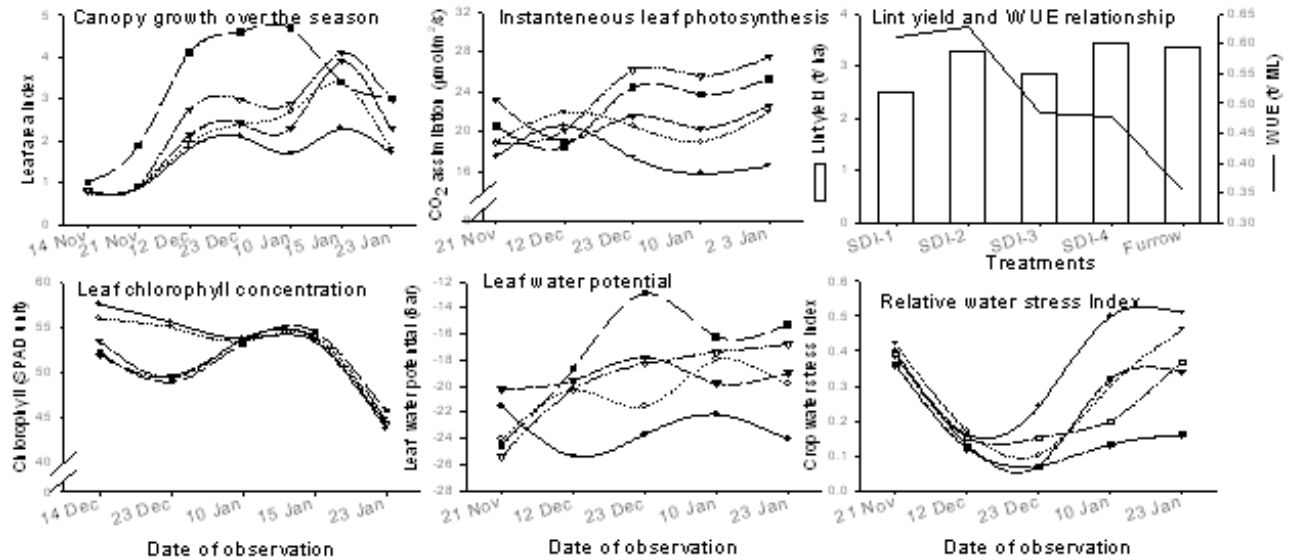 Canopy growth over the season
Leaf area Index
5
4
3
2
1
0
14 Nov
21 Nov
12 Dec
23 Dec
10 Jan
15 Jan
23 Jan
Instanteneous leaf photosynthesis
CO2 assimilation (µmol/m²/s)
32
28
24
20
16
0
21 Nov
12 Dec
23 Dec
10 Jan
2 3 Jan
Lint yield and WUE relationship
Lint yield (t/ ha)
4
3
2
1
0
0.65
0.60
0.55
0.50
0.45
0.40
0.35
0.30
WUE (t/ ML)
SDI-1
SDI-2
SDI-3
SDI-4
Furrow
Treatments
Leaf chlorophyll concentration
Chlorophyll (SPAD unit)
60
55
50
45
40
0
14 Dec
23 Dec
10 Jan
15 Jan
23 Jan
Date of observation
Leaf water potential
Leaf water potential (Bar)
-12
-14
-16
-18
-20
-22
-24
-26
-28
21 Nov
12 Dec
23 Dec
10 Jan
23 Jan
Date of observation
Relative water stress Index
Crop water stress Index
0.6
0.5
0.4
0.3
0.2
0.1
0.0
21 Nov
12 Dec
23 Dec
10 Jan
23 Jan
Date of observation